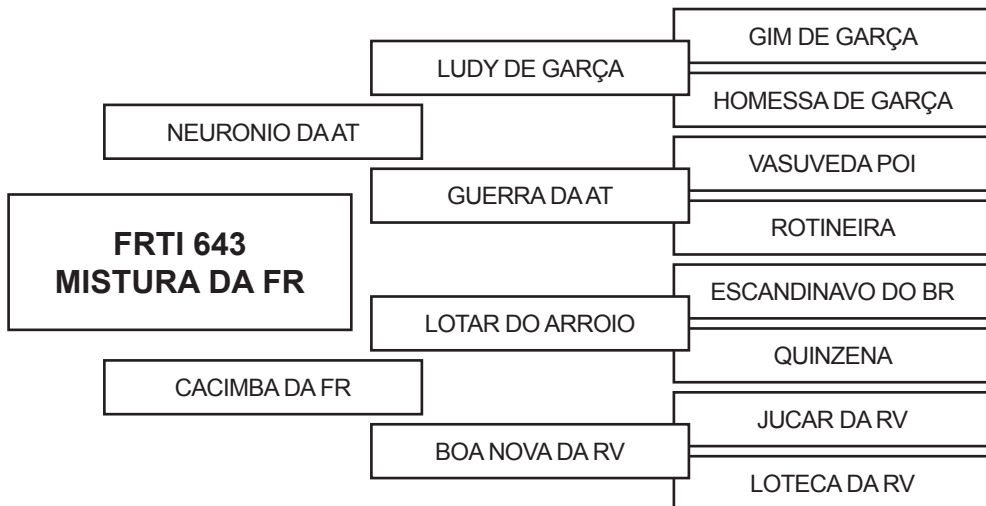 GIM DE GARÇA
LUDY DE GARÇA
HOMESSA DE GARÇA
NEURONIO DA AT
VASUVEDA POI
GUERRA DA AT
ROTINEIRA
FRTI 643
MISTURA DA FR
ESCANDINAVO DO BR
LOTAR DO ARROIO
QUINZENA
CACIMBA DA FR
JUCAR DA RV
BOA NOVA DA RV
LOTECA DA RV